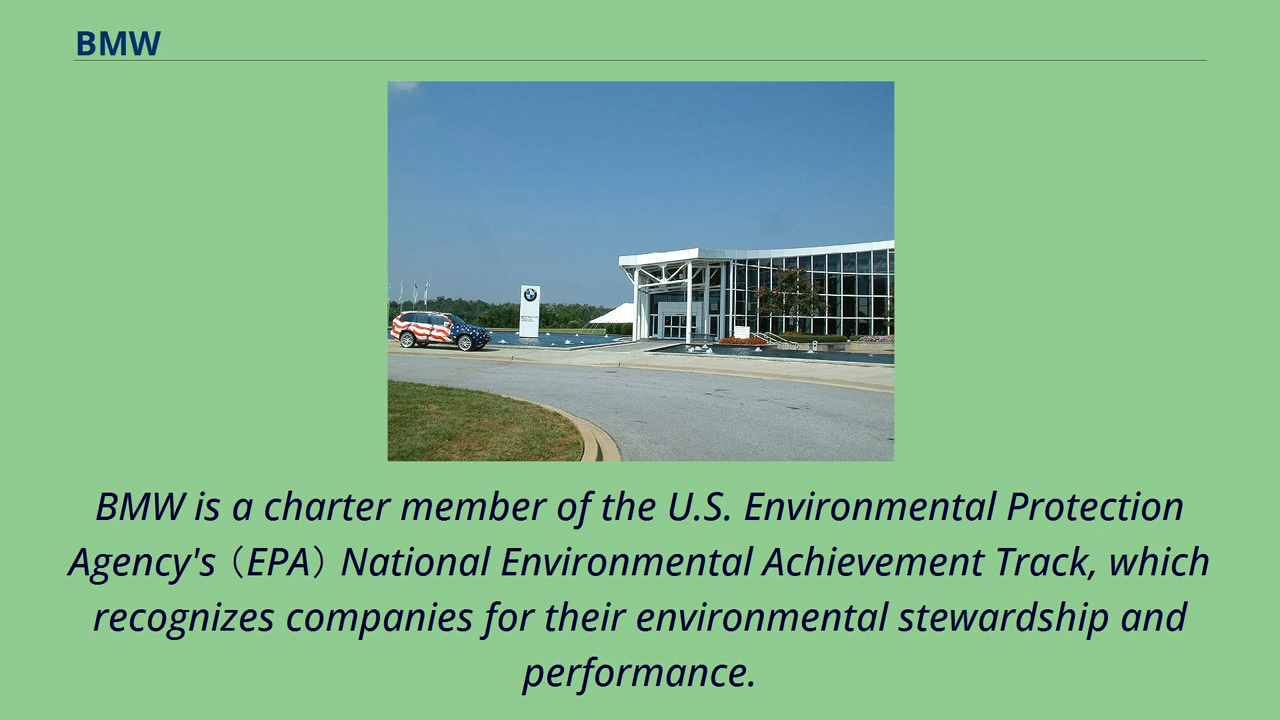 BMW
BMW is a charter member of the U.S. Environmental Protection
Agency's（EPA）National Environmental Achievement Track, which
recognizes companies for their environmental stewardship and
performance.